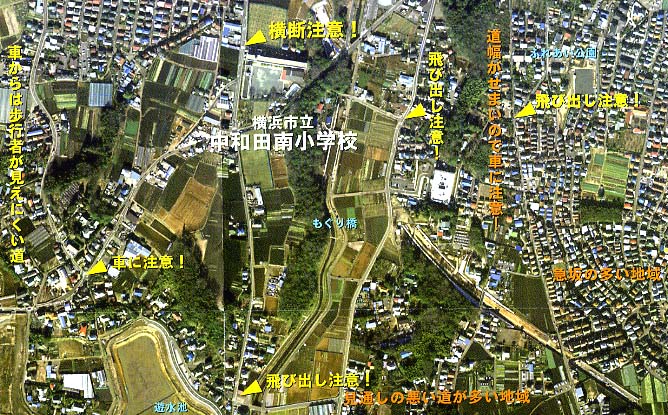 横断注意！
ふれあい公園
飛び出し注意！
飛び出し注意！
道幅がせまいので車に注意
車からは歩行者が見えにくい道
横浜市立
中和田南小学校
もぐり橋
車に注意！
急坂の多い地域
飛び出し注意！
見通しの悪い道が多い地域
遊水池